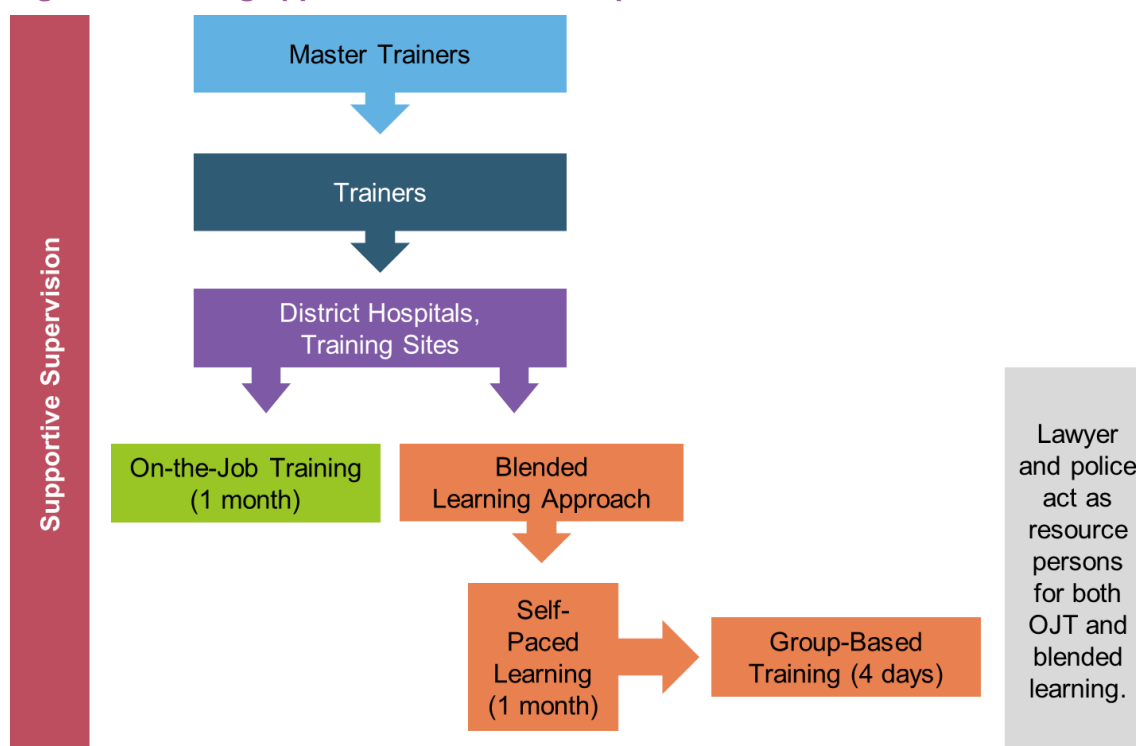 Master Trainers
Trainers
District Hospitals,
Training Sites
On-the-Job Training
(1 month)
Blended
Learning Approach
Self-
Paced
Learning
(1 month)
Group-Based
Training (4 days)
Supportive Supervision
Lawyer
and police
act as
resource
persons
for both
OJT and
blended
learning.